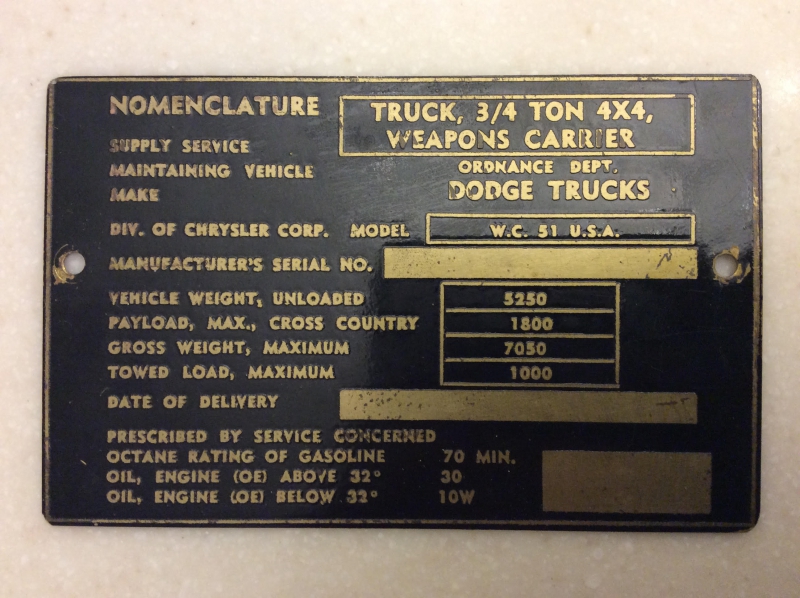 NOMENCLATURE TRUCK, 3/4 TON 4X4,
WEAPONS CARRIER
SUPPLY SERVICE
MAINTAINING VEHICLE ORDNANCE DEPT.
MAKE DODGE TRUCKS
DIV. OF CHRYSLER CORP. MODEL W.C. 51 U.S.A.
MANUFACTURER'S SERIAL NO.
VEHICLE WEIGHT, UNLOADED 5250
PAYLOAD, MAX., CROSS COUNTRY 1800
GROSS WEIGHT, MAXIMUM 7050
TOWED LOAD, MAXIMUM 1000
DATE OF DELIVERY
PRESCRIBED BY SERVICE CONCERNED
OCTANE RATING OF GASOLINE 70 MIN.
OIL, ENGINE (OE) ABOVE 32° 30
OIL, ENGINE (OE) BELOW 32° 10W